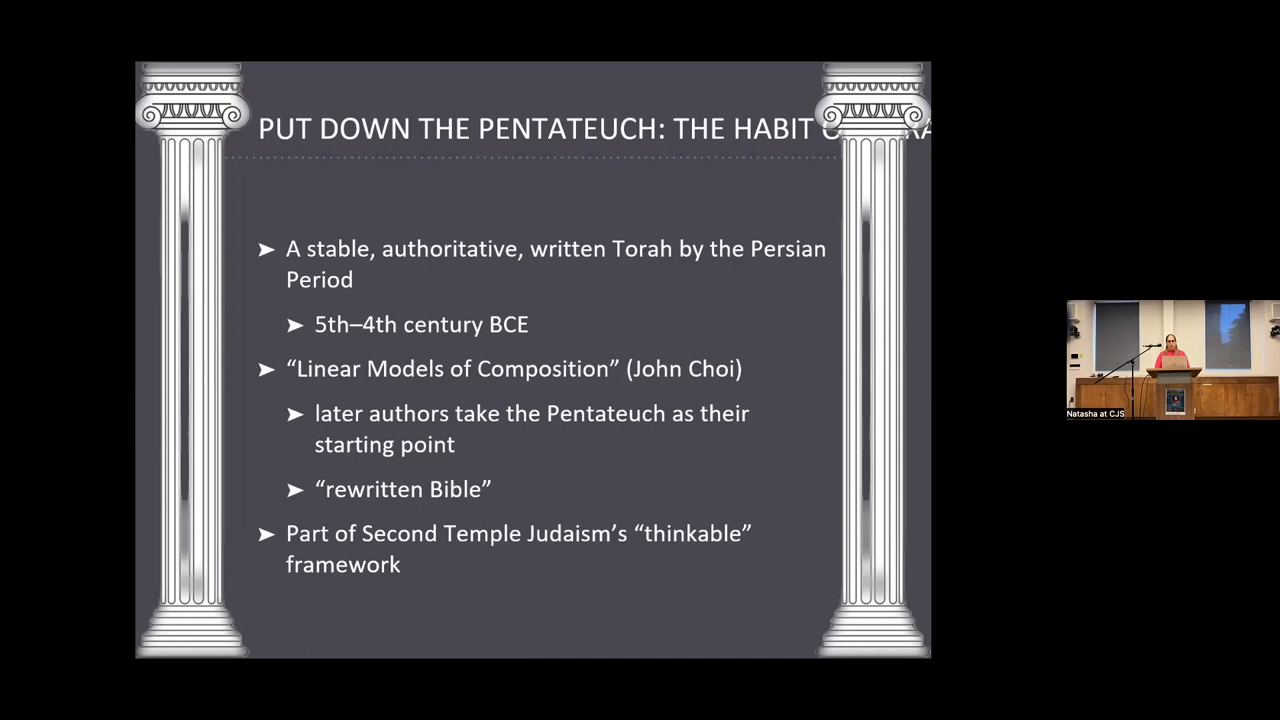 PUT DOWN THE PENTATEUCH: THE HABIT
➤ A stable, authoritative, written Torah by the Persian
Period
➤ 5th–4th century BCE
➤ “Linear Models of Composition” (John Choi)
➤ later authors take the Pentateuch as their
starting point
➤ “rewritten Bible”
➤ Part of Second Temple Judaism’s “thinkable”
framework
Natasha at CJS